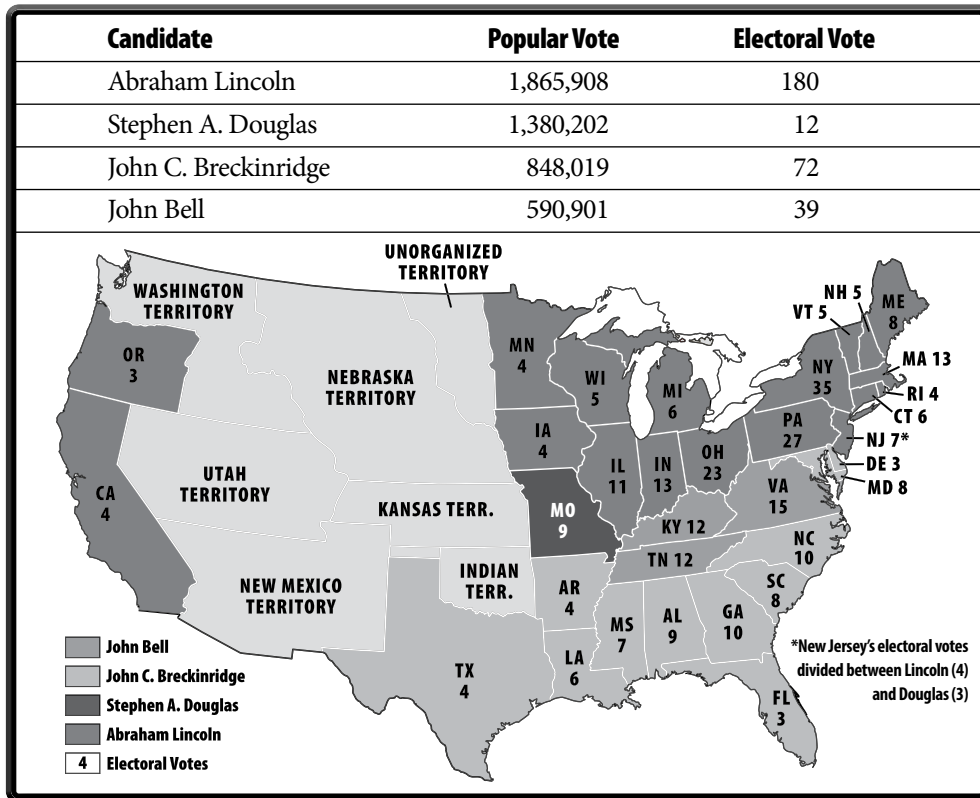 Candidate Popular Vote Electoral Vote
Abraham Lincoln 1,865,908 180
Stephen A. Douglas 1,380,202 12
John C. Breckinridge 848,019 72
John Bell 590,901 39
UNORGANIZED
TERRITORY
WASHINGTON
TERRITORY
OR
3
NEBRASKA
TERRITORY
MN
4
WI
5
MI
6
VT 5
NH 5
ME
8
NY
35
MA 13
RI 4
CT 6
PA
27
NJ 7*
DE 3
MD 8
IA
4
IL
11
IN
13
OH
23
VA
15
CA
4
UTAH
TERRITORY
KANSAS TERR.
MO
9
KY 12
TN 12
NC
10
NEW MEXICO
TERRITORY
INDIAN
TERR.
AR
4
SC
8
MS
7
AL
9
GA
10
TX
4
LA
6
FL
3
John Bell
John C. Breckinridge
Stephen A. Douglas
Abraham Lincoln
4 Electoral Votes
*New Jersey's electoral votes
divided between Lincoln (4)
and Douglas (3)